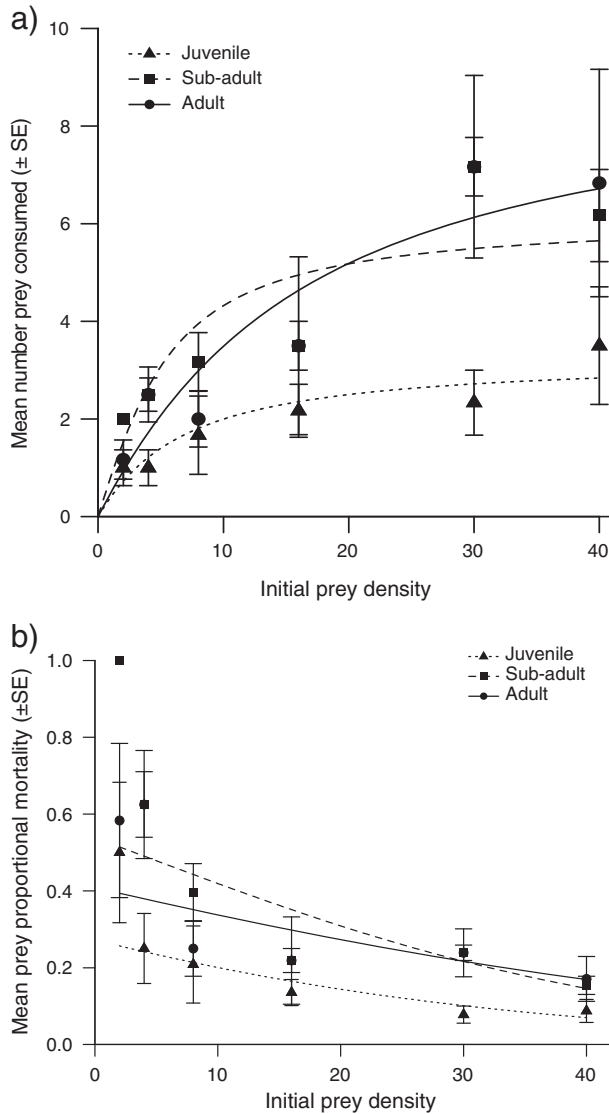 a)
10
8
6
4
2
0
Mean number prey consumed (± SE)
Juvenile
Sub-adult
Adult
0 10 20 30 40
Initial prey density
b)
1.0
0.8
0.6
0.4
0.2
0.0
Mean prey proportional mortality (±SE)
Juvenile
Sub-adult
Adult
0 10 20 30 40
Initial prey density